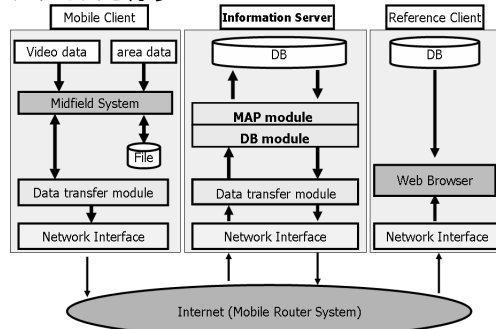 Mobile Client
Video data
area data
Midfield System
File
Data transfer module
Network Interface
Information Server
DB
MAP module
DB module
Data transfer module
Network Interface
Reference Client
DB
Web Browser
Network Interface
Internet (Mobile Router System)